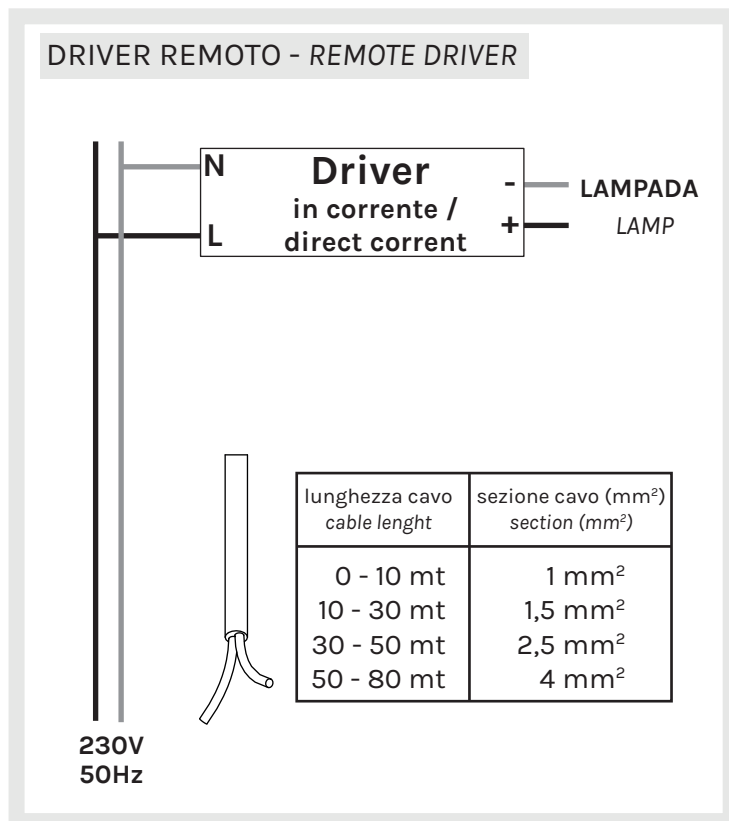 DRIVER REMOTO - REMOTE DRIVER
N
Driver
in corrente /
direct current
L
-
+
LAMPADA
LAMP
lunghezza cavo
cable lenght
sezione cavo (mm²)
section (mm²)
0 - 10 mt 1 mm²
10 - 30 mt 1,5 mm²
30 - 50 mt 2,5 mm²
50 - 80 mt 4 mm²
230V
50Hz